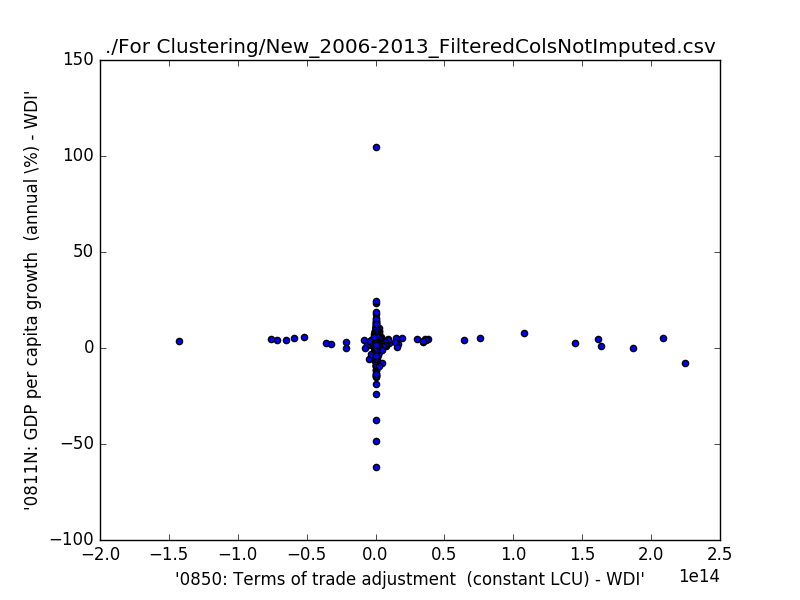 ./For Clustering/New_2006-2013_FilteredColsNotImputed.csv
150
100
50
0
−50
−100
'0811N: GDP per capita growth  (annual \%) - WDI'
−2.0 −1.5 −1.0 −0.5 0.0 0.5 1.0 1.5 2.0 2.5
1e14
'0850: Terms of trade adjustment  (constant LCU) - WDI'